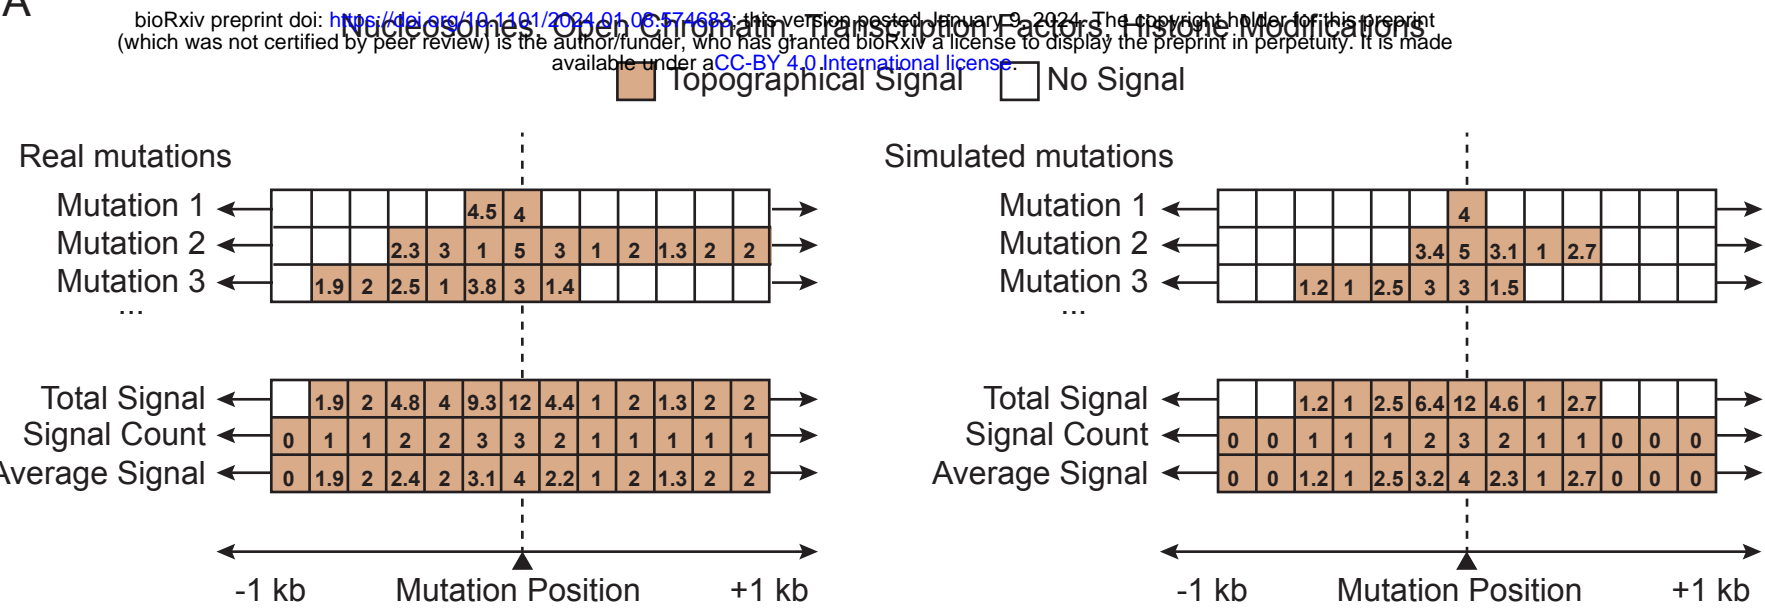 A
bioRxiv preprint doi: https://doi.org/10.1101/2024.01.08.574683; this version posted January 9, 2024. The copyright holder for this preprint
Nucleosomes, Open Chromatin, Transcription Factors, Histone Modifications
(which was not certified by peer review) is the author/funder, who has granted bioRxiv a license to display the preprint in perpetuity. It is made
available under aCC-BY 4.0 International license.
Topographical Signal No Signal
Real mutations
Mutation 1 4.5 4
Mutation 2 2.3 3 1 5 3 1 2 1.3 2 2
Mutation 3 1.9 2 2.5 1 3.8 3 1.4
...
Total Signal 1.9 2 4.8 4 9.3 12 4.4 1 2 1.3 2 2
Signal Count 0 1 1 2 2 3 3 2 1 1 1 1 1
Average Signal 0 1.9 2 2.4 2 3.1 4 2.2 1 2 1.3 2 2
-1 kb Mutation Position +1 kb
Simulated mutations
Mutation 1 4
Mutation 2 3.4 5 3.1 1 2.7
Mutation 3 1.2 1 2.5 3 3 1.5
...
Total Signal 1.2 1 2.5 6.4 12 4.6 1 2.7
Signal Count 0 0 1 1 1 2 3 2 1 1 0 0 0
Average Signal 0 0 1.2 1 2.5 3.2 4 2.3 1 2.7 0 0 0
-1 kb Mutation Position +1 kb